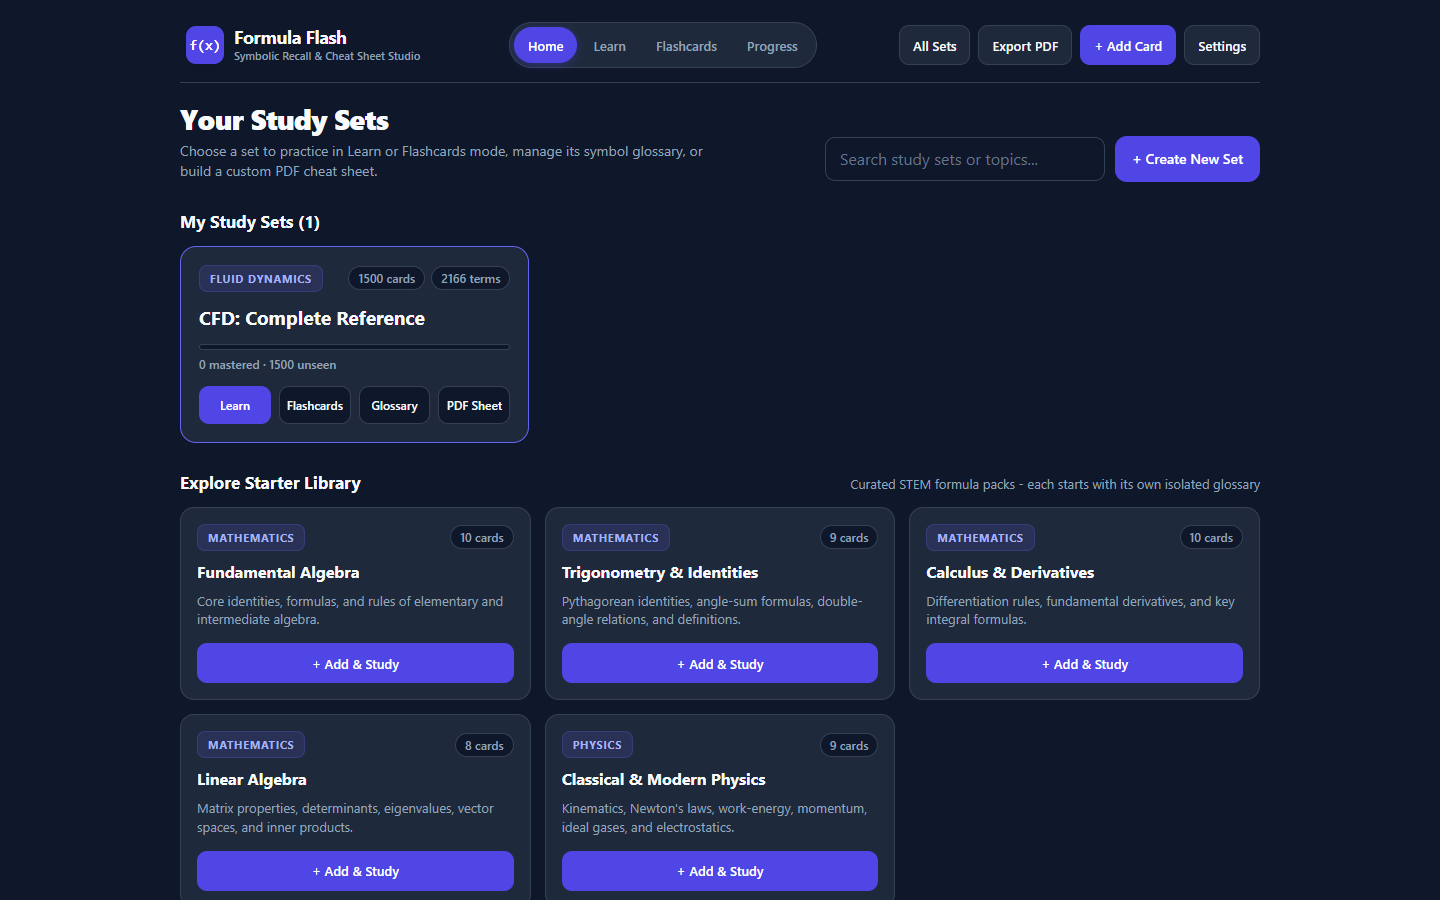 f(x)
Formula Flash
Symbolic Recall & Cheat Sheet Studio
Home
Learn
Flashcards
Progress
All Sets
Export PDF
+ Add Card
Settings
Your Study Sets
Choose a set to practice in Learn or Flashcards mode, manage its symbol glossary, or
build a custom PDF cheat sheet.
Search study sets or topics...
+ Create New Set
My Study Sets (1)
FLUID DYNAMICS
1500 cards
2166 terms
CFD: Complete Reference
0 mastered · 1500 unseen
Learn
Flashcards
Glossary
PDF Sheet
Explore Starter Library
Curated STEM formula packs - each starts with its own isolated glossary
MATHEMATICS
10 cards
Fundamental Algebra
Core identities, formulas, and rules of elementary and
intermediate algebra.
+ Add & Study
MATHEMATICS
9 cards
Trigonometry & Identities
Pythagorean identities, angle-sum formulas, double-
angle relations, and definitions.
+ Add & Study
MATHEMATICS
10 cards
Calculus & Derivatives
Differentiation rules, fundamental derivatives, and key
integral formulas.
+ Add & Study
MATHEMATICS
8 cards
Linear Algebra
Matrix properties, determinants, eigenvalues, vector
spaces, and inner products.
+ Add & Study
PHYSICS
9 cards
Classical & Modern Physics
Kinematics, Newton's laws, work-energy, momentum,
ideal gases, and electrostatics.
+ Add & Study